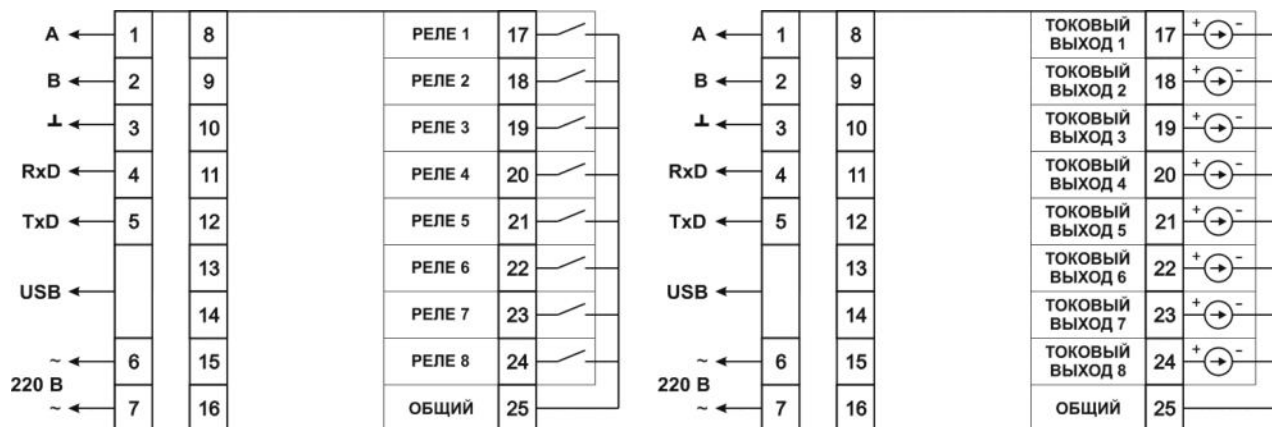 A 1 8 РЕЛЕ 1 17
B 2 9 РЕЛЕ 2 18
⊥ 3 10 РЕЛЕ 3 19
RxD 4 11 РЕЛЕ 4 20
TxD 5 12 РЕЛЕ 5 21
13 РЕЛЕ 6 22
USB
14 РЕЛЕ 7 23
~ 6 15 РЕЛЕ 8 24
220 В
~ 7 16 ОБЩИЙ 25
A 1 8 ТОКОВЫЙ ВЫХОД 1 17 + -
B 2 9 ТОКОВЫЙ ВЫХОД 2 18 + -
⊥ 3 10 ТОКОВЫЙ ВЫХОД 3 19 + -
RxD 4 11 ТОКОВЫЙ ВЫХОД 4 20 + -
TxD 5 12 ТОКОВЫЙ ВЫХОД 5 21 + -
13 ТОКОВЫЙ ВЫХОД 6 22 + -
USB
14 ТОКОВЫЙ ВЫХОД 7 23 + -
~ 6 15 ТОКОВЫЙ ВЫХОД 8 24 + -
220 В
~ 7 16 ОБЩИЙ 25